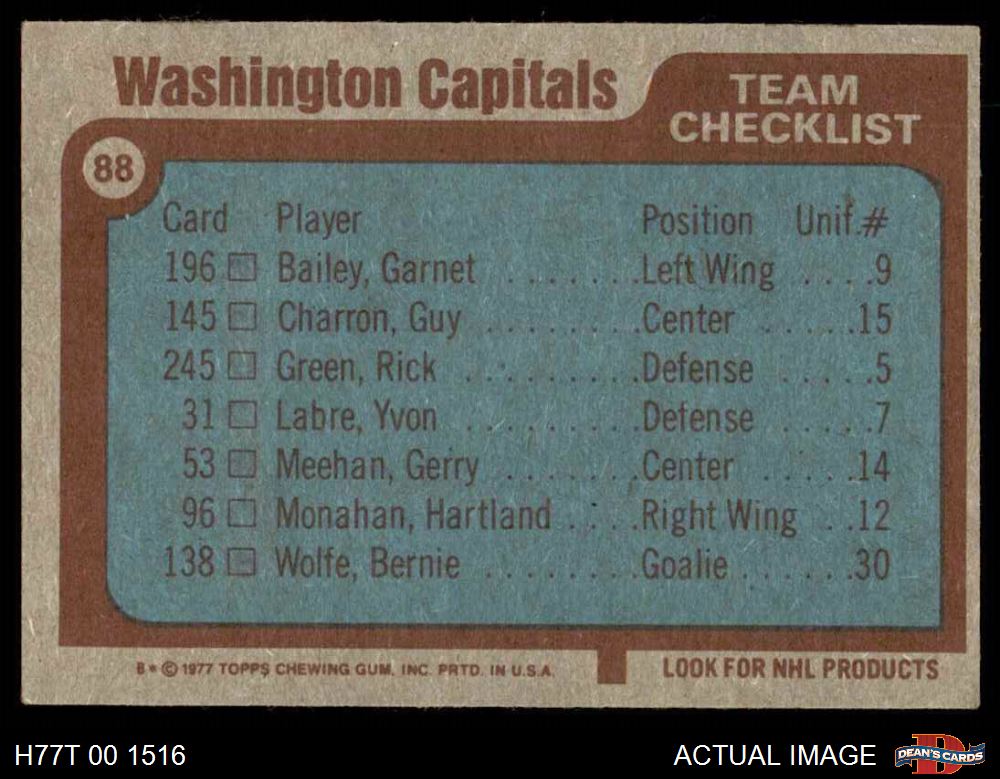 Washington Capitals
TEAM CHECKLIST
88
Card Player Position Unif.#
196 Bailey, Garnet . . . . . . . Left Wing . . . . 9
145 Charron, Guy . . . . . . . . Center . . . . . 15
245 Green, Rick . . . . . . . . . Defense . . . . . 5
31 Labre, Yvon . . . . . . . . . Defense . . . . . 7
53 Meehan, Gerry . . . . . . . Center . . . . . 14
96 Monahan, Hartland . . . . Right Wing . . 12
138 Wolfe, Bernie . . . . . . . . Goalie . . . . . . 30
B * © 1977 TOPPS CHEWING GUM, INC. PRTD. IN U.S.A.
LOOK FOR NHL PRODUCTS
H77T 00 1516
ACTUAL IMAGE
DEAN'S CARDS